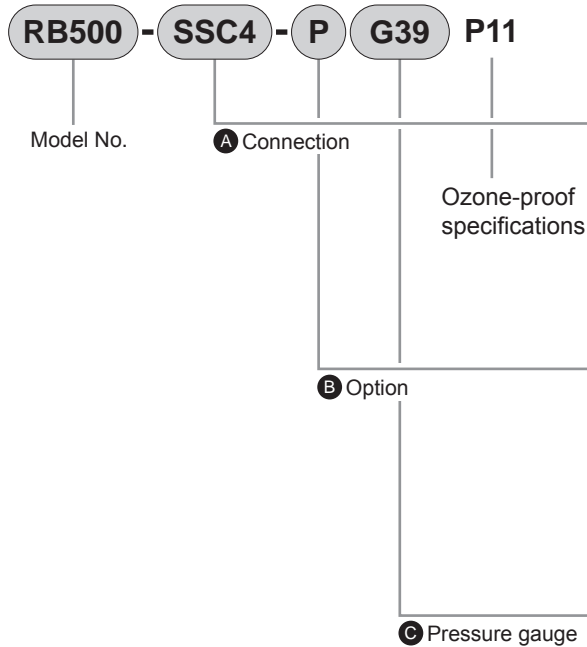 RB500 - SSC4 - P G39 P11
Model No.
A Connection
Ozone-proof
specifications
B Option
C Pressure gauge